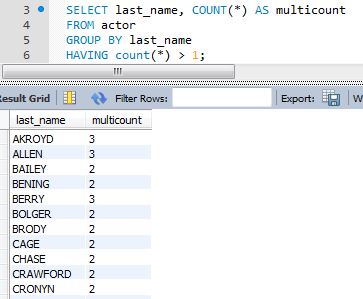 3 SELECT last_name, COUNT(*) AS multicount
4 FROM actor
5 GROUP BY last_name
6 HAVING count(*) > 1;
Result Grid Filter Rows: Export:
last_name multicount
AKROYD 3
ALLEN 3
BAILEY 2
BENING 2
BERRY 3
BOLGER 2
BRODY 2
CAGE 2
CHASE 2
CRAWFORD 2
CRONYN 2